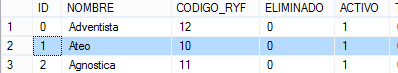 ID NOMBRE CODIGO_RYF ELIMINADO ACTIVO
1 0 Adventista 12 0 1
2 1 Ateo 10 0 1
3 2 Agnostica 11 0 1